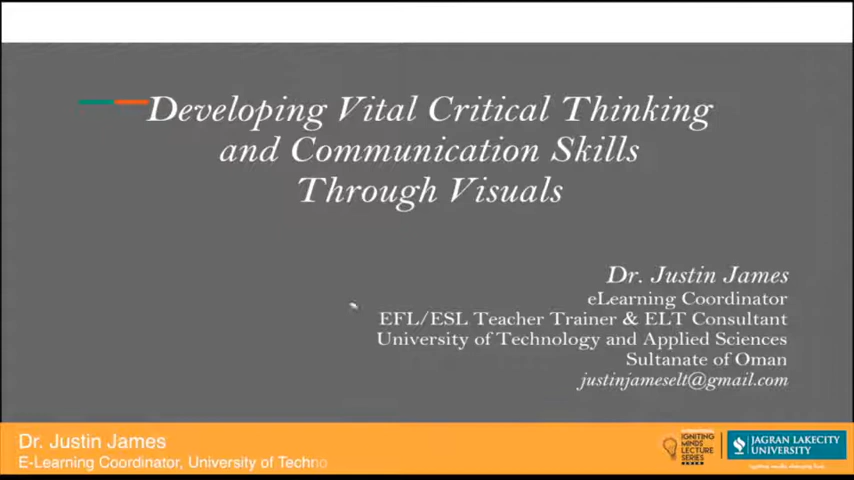 Developing Vital Critical Thinking
and Communication Skills
Through Visuals
Dr. Justin James
eLearning Coordinator
EFL/ESL Teacher Trainer & ELT Consultant
University of Technology and Applied Sciences
Sultanate of Oman
justinjameselt@gmail.com
Dr. Justin James
E-Learning Coordinator, University of Techno
IGNITING
MINDS
LECTURE
SERIES
JAGRAN LAKECITY
UNIVERSITY